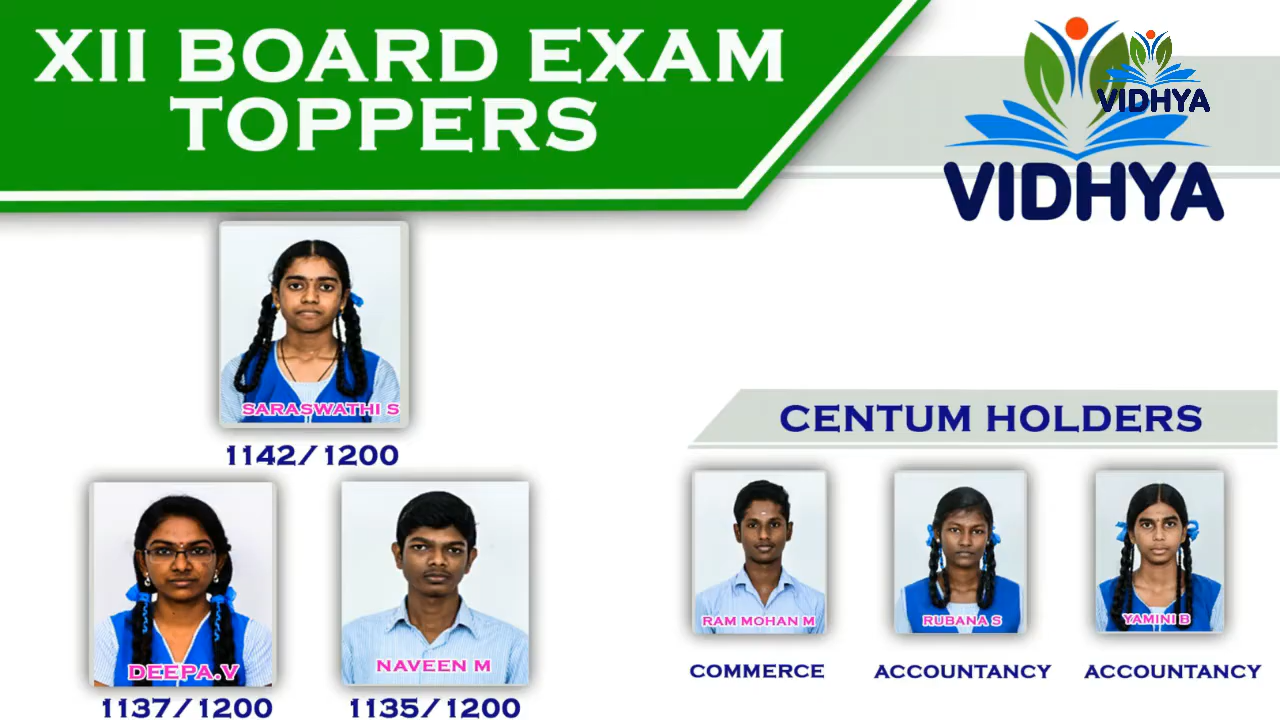 XII BOARD EXAM
TOPPERS
VIDHYA
VIDHYA
SARASWATHI S
1142/1200
DEEPA.V
1137/1200
NAVEEN M
1135/1200
CENTUM HOLDERS
RAM MOHAN M
COMMERCE
RUBANA S
ACCOUNTANCY
YAMINI B
ACCOUNTANCY